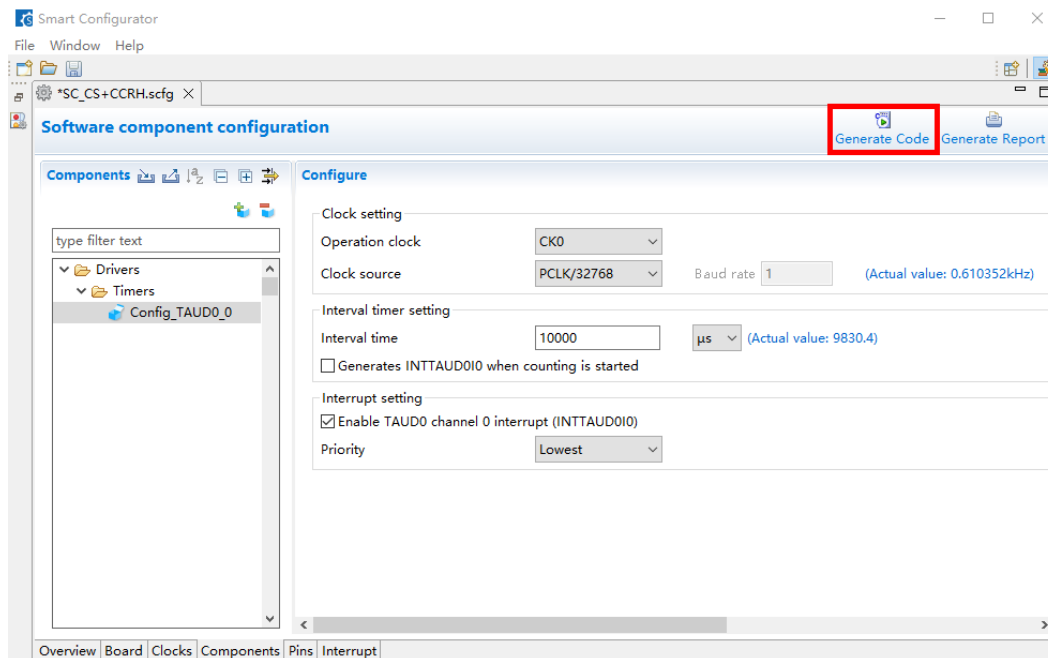 Smart Configurator
File Window Help
*SC_CS+CCRH.scfg
Software component configuration
Generate Code Generate Report
Components
Configure
type filter text
Drivers
Timers
Config_TAUD0_0
Clock setting
Operation clock CK0
Clock source PCLK/32768 Baud rate 1 (Actual value: 0.610352kHz)
Interval timer setting
Interval time 10000 μs (Actual value: 9830.4)
Generates INTTAUD0I0 when counting is started
Interrupt setting
Enable TAUD0 channel 0 interrupt (INTTAUD0I0)
Priority Lowest
Overview Board Clocks Components Pins Interrupt